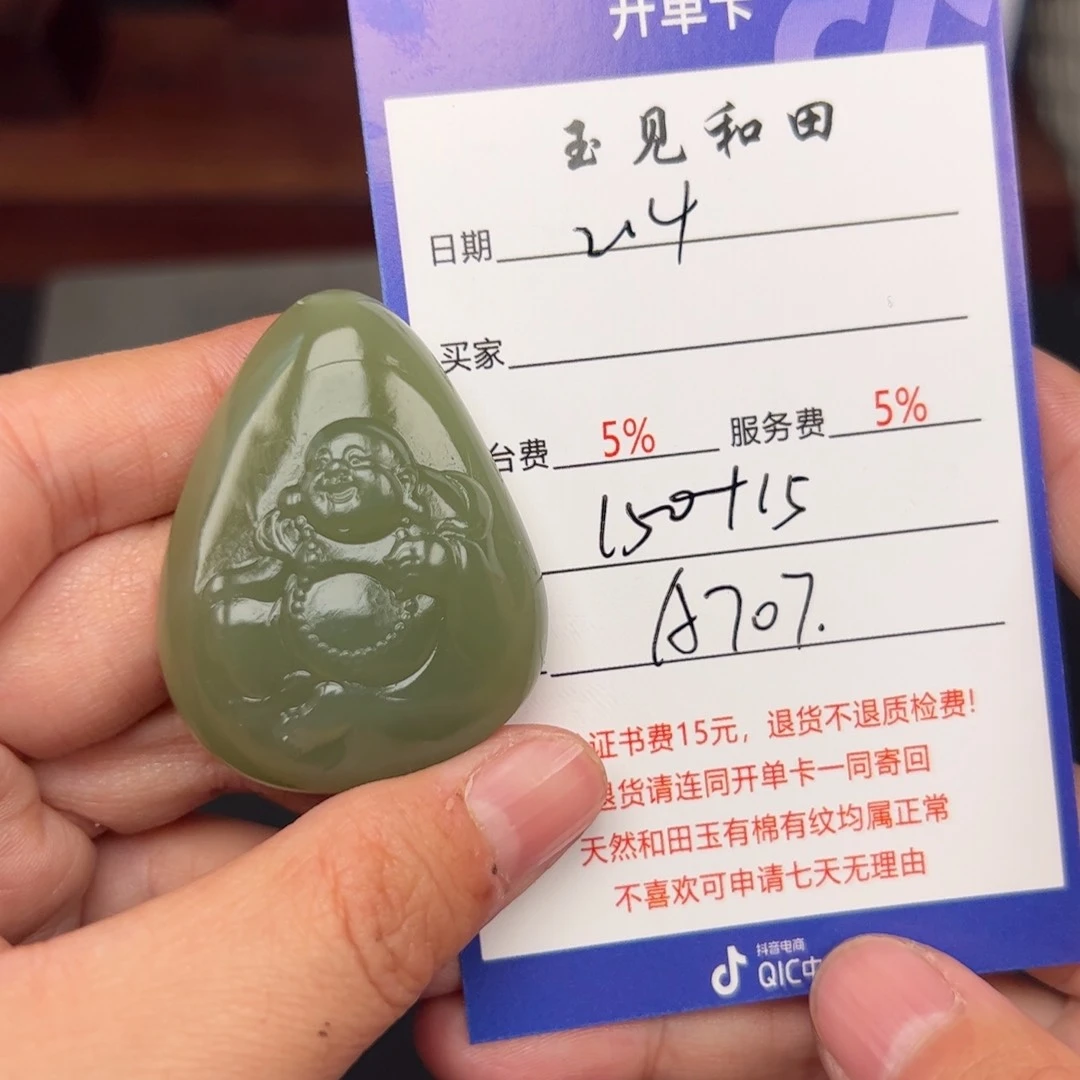 开单卡
玉见和田
日期 2.4
买家
台费 5% 服务费 5%
150+15
A707.
证书费15元，退货不退质检费！
退货请连同开单卡一同寄回
天然和田玉有棉有纹均属正常
不喜欢可申请七天无理由
抖音电商
QIC中